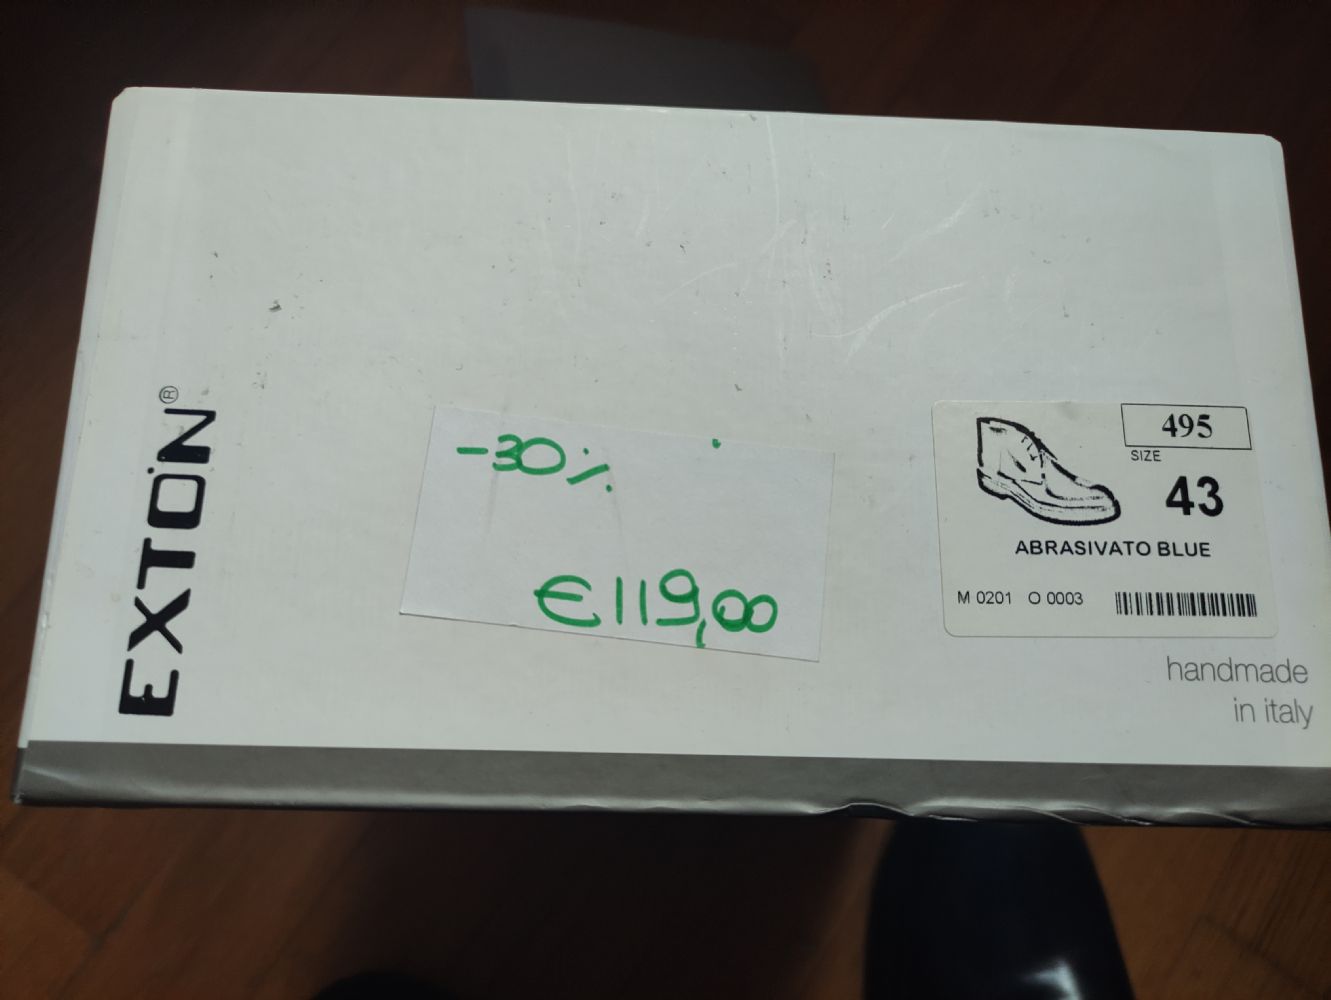 EXTON®
-30%
€119,00
495
SIZE
43
ABRASIVATO BLUE
M 0201 O 0003
handmade
in italy